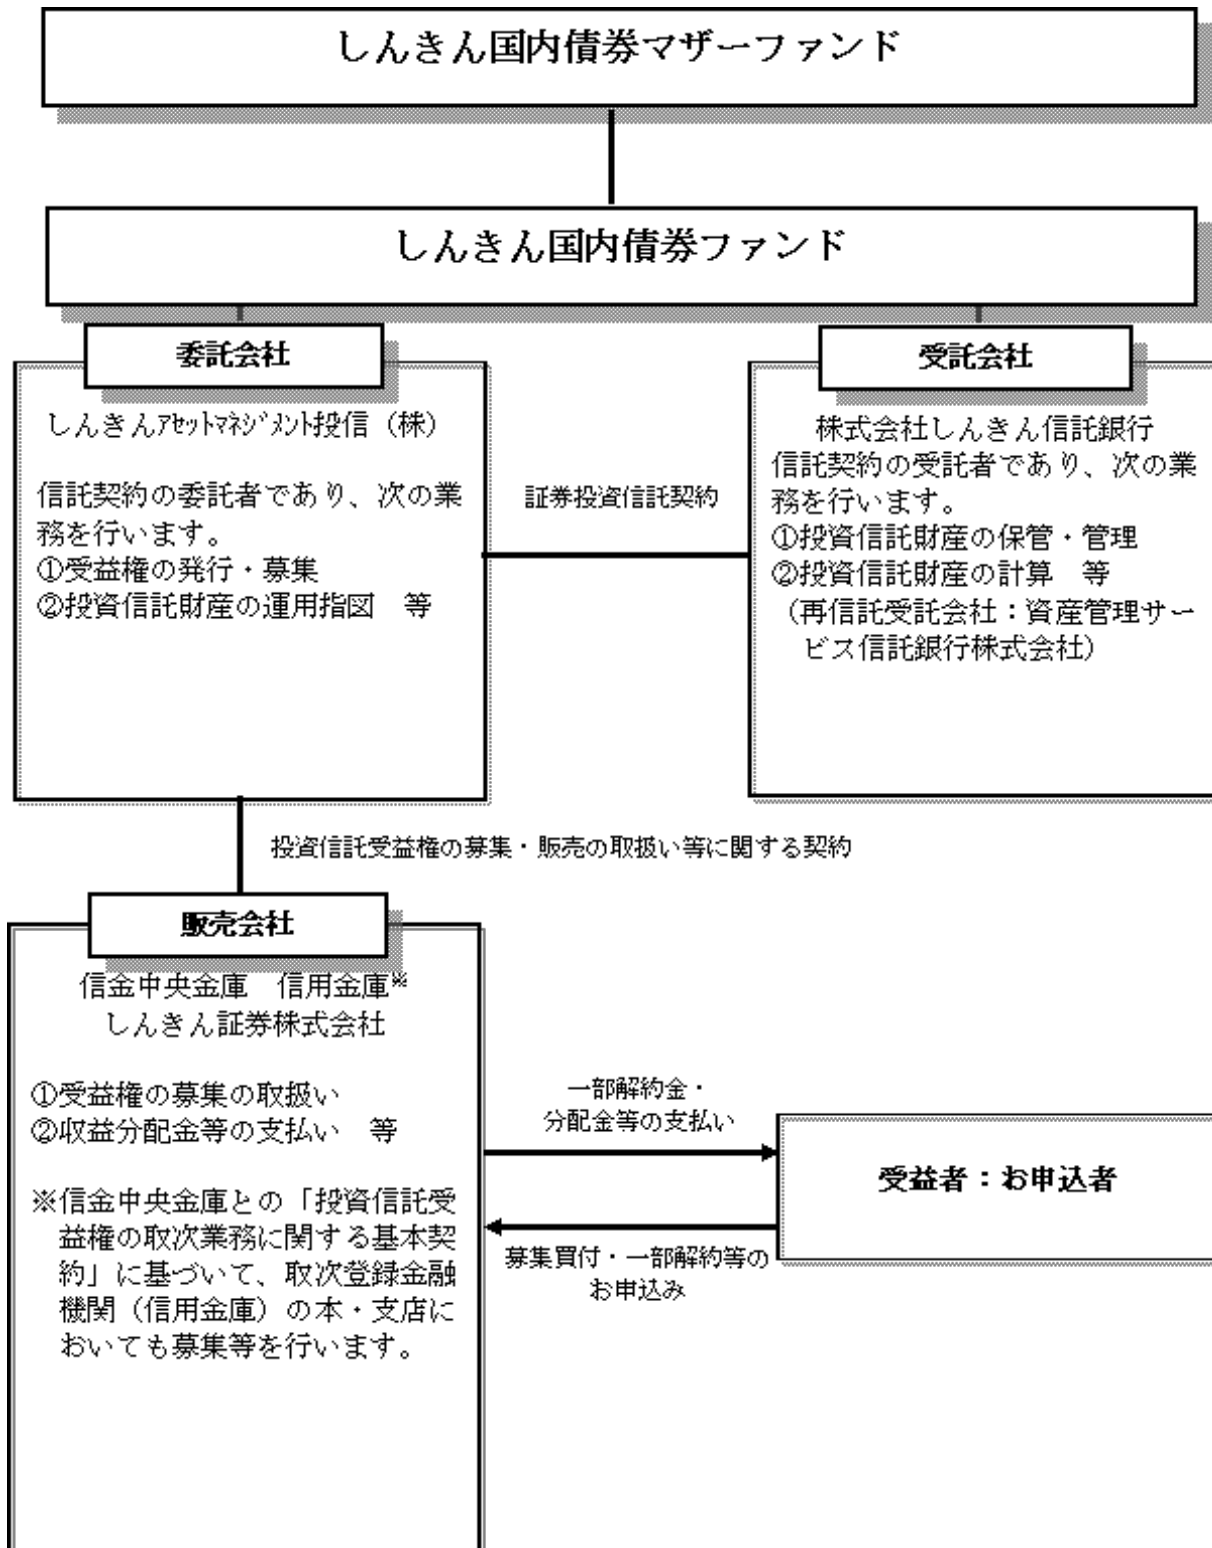 しんきん国内債券マザーファンド
しんきん国内債券ファンド
委託会社
しんきんｱｾｯﾄﾏﾈｼﾞﾒﾝﾄ投信（株）
信託契約の委託者であり、次の業
務を行います。
①受益権の発行・募集
②投資信託財産の運用指図　等
証券投資信託契約
受託会社
株式会社しんきん信託銀行
信託契約の受託者であり、次の業
務を行います。
①投資信託財産の保管・管理
②投資信託財産の計算　等
（再信託受託会社：資産管理サー
ビス信託銀行株式会社）
投資信託受益権の募集・販売の取扱い等に関する契約
販売会社
信金中央金庫　信用金庫※
しんきん証券株式会社
①受益権の募集の取扱い
②収益分配金等の支払い　等
※信金中央金庫との「投資信託受
益権の取次業務に関する基本契
約」に基づいて、取次登録金融
機関（信用金庫）の本・支店に
おいても募集等を行います。
一部解約金・
分配金等の支払い
募集買付・一部解約等の
お申込み
受益者：お申込者